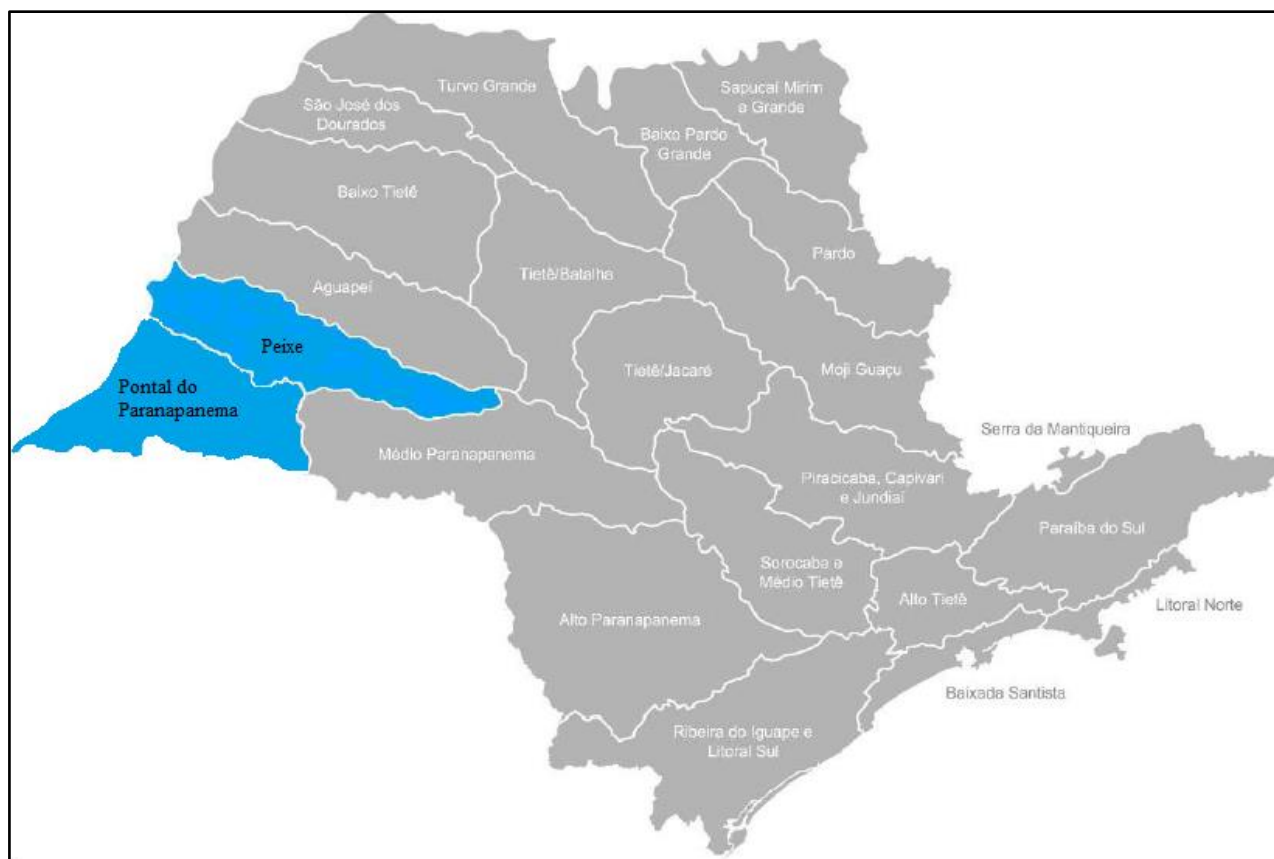 Turvo Grande
Sapucaí Mirim
e Grande
São José dos
Dourados
Baixo Pardo
Grande
Baixo Tietê
Pardo
Tietê/Batalha
Aguapeí
Peixe
Tietê/Jacaré
Moji Guaçu
Pontal do
Paranapanema
Serra da Mantiqueira
Médio Paranapanema
Piracicaba, Capivari
e Jundiaí
Paraíba do Sul
Sorocaba e
Médio Tietê
Alto Tietê
Litoral Norte
Alto Paranapanema
Baixada Santista
Ribeira do Iguape e
Litoral Sul